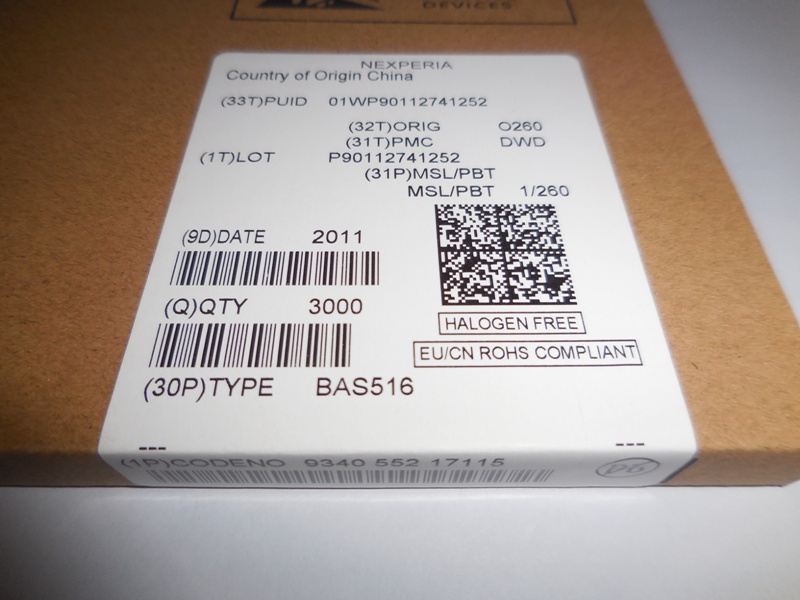 DEVICES
NEXPERIA
Country of Origin China
(33T)PUID 01WP90112741252
(32T)ORIG O260
(31T)PMC DWD
(1T)LOT P90112741252
(31P)MSL/PBT
MSL/PBT 1/260
(9D)DATE 2011
(Q)QTY 3000
HALOGEN FREE
EU/CN ROHS COMPLIANT
(30P)TYPE BAS516
(1P)CODENO 9340 552 17115
D6